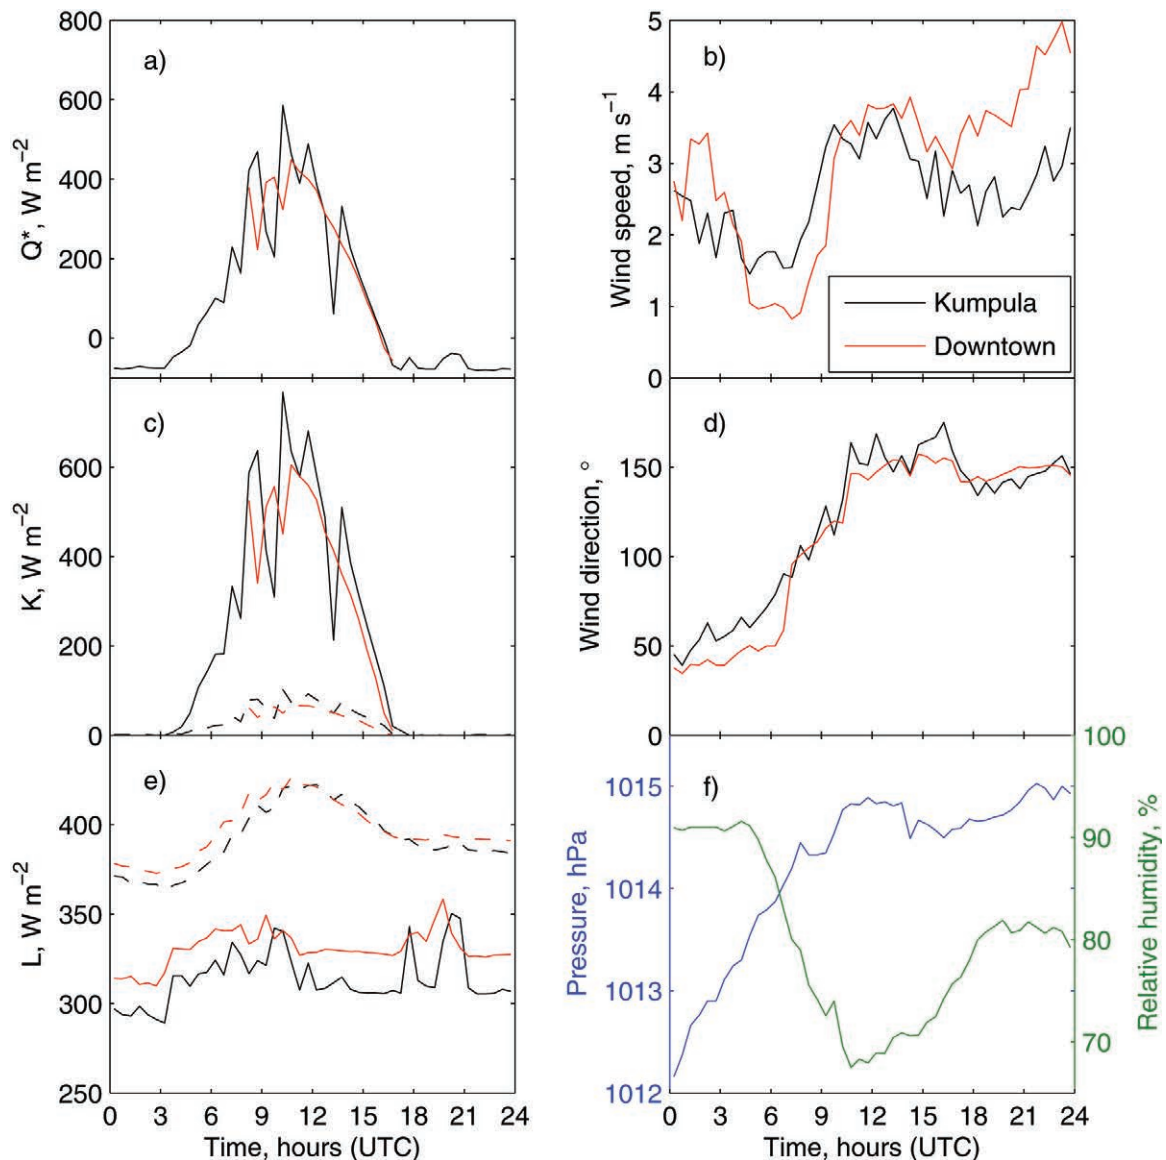 800
600
400
200
0
Q*, W m⁻²
a)
5
4
3
2
1
0
Wind speed, m s⁻¹
b)
Kumpula
Downtown
600
400
200
0
K, W m⁻²
c)
150
100
50
0
Wind direction, °
d)
400
350
300
250
L, W m⁻²
e)
0 3 6 9 12 15 18 21 24
Time, hours (UTC)
1015
1014
1013
1012
Pressure, hPa
f)
100
90
80
70
Relative humidity, %
0 3 6 9 12 15 18 21 24
Time, hours (UTC)